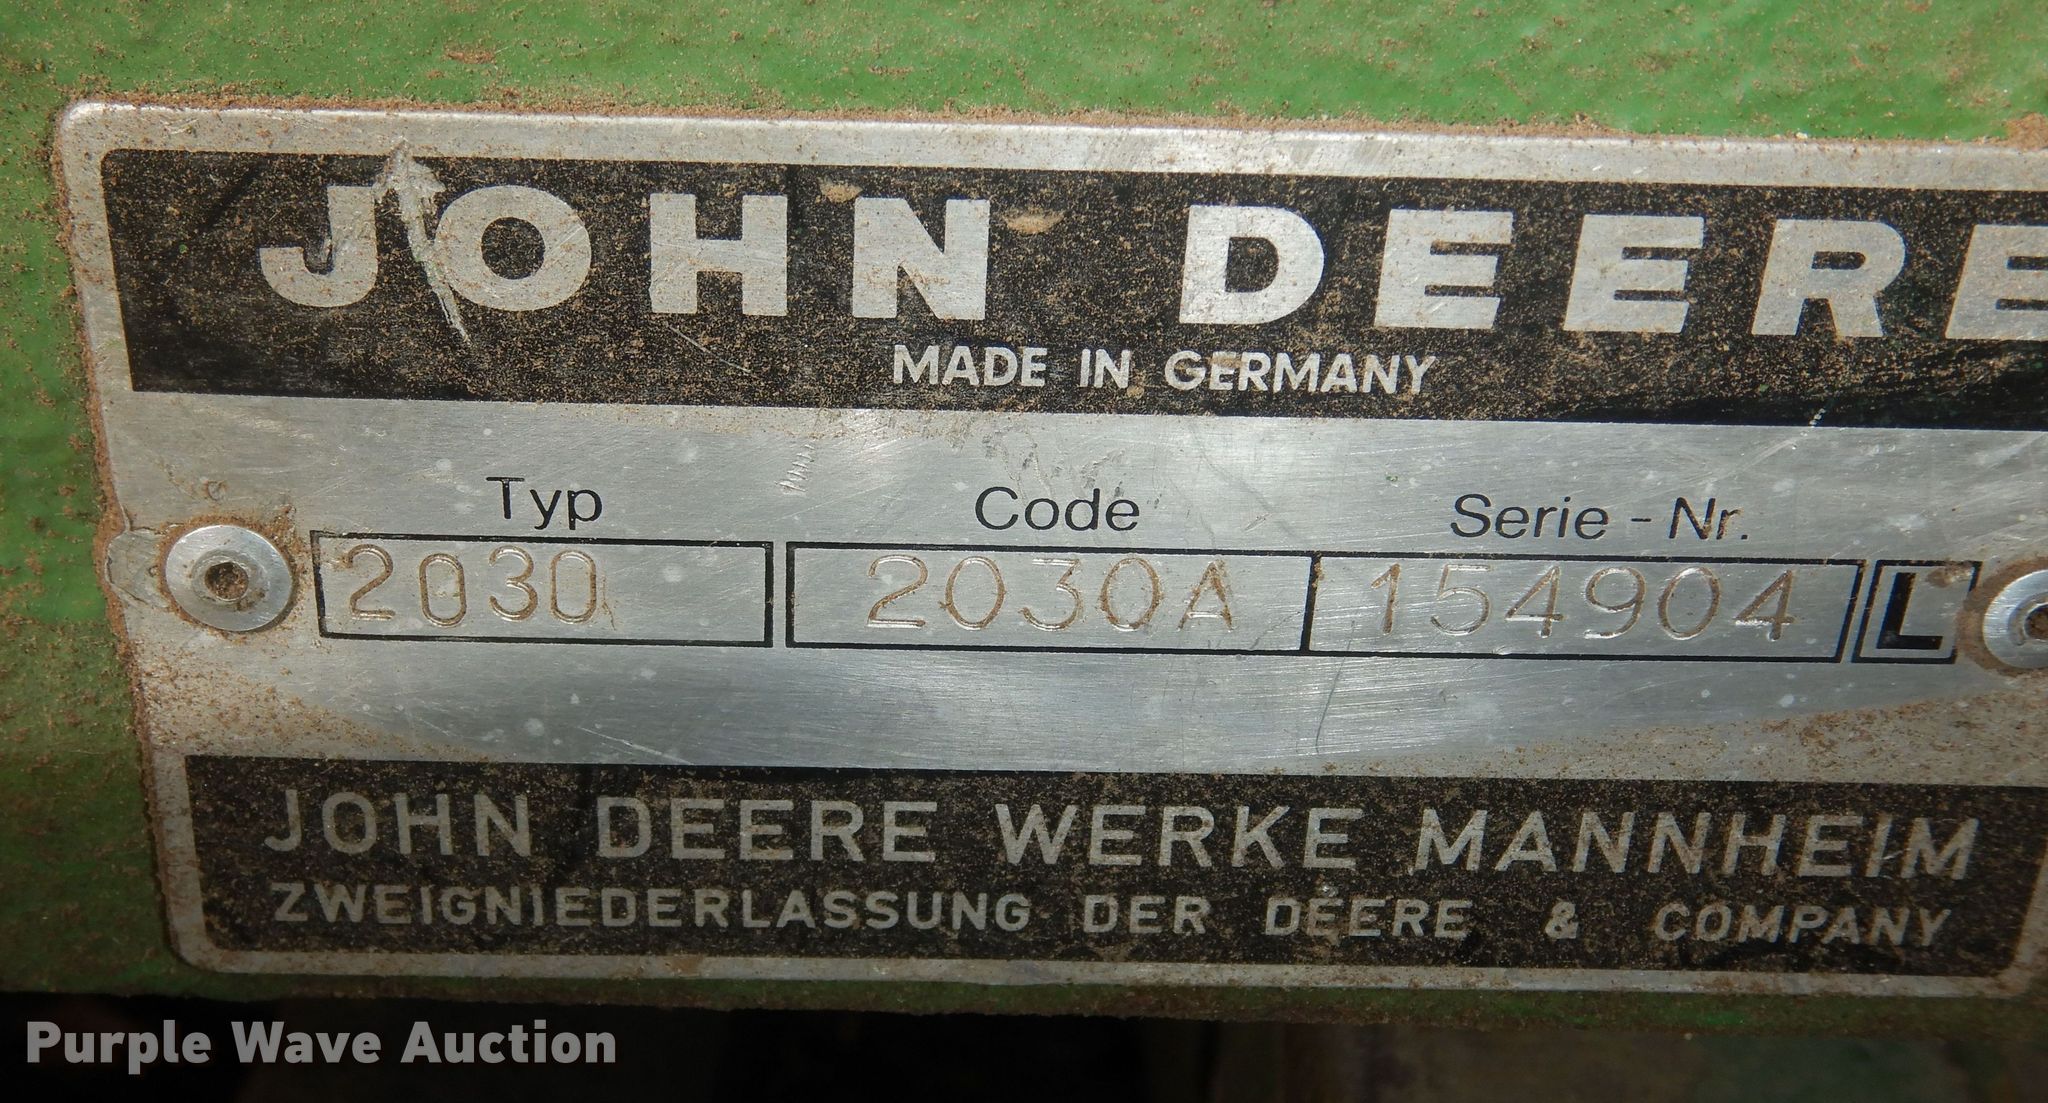 JOHN DEERE
MADE IN GERMANY
Typ Code Serie-Nr.
2030 2030A 154904 L
JOHN DEERE WERKE MANNHEIM
ZWEIGNIEDERLASSUNG DER DEERE & COMPANY
Purple Wave Auction